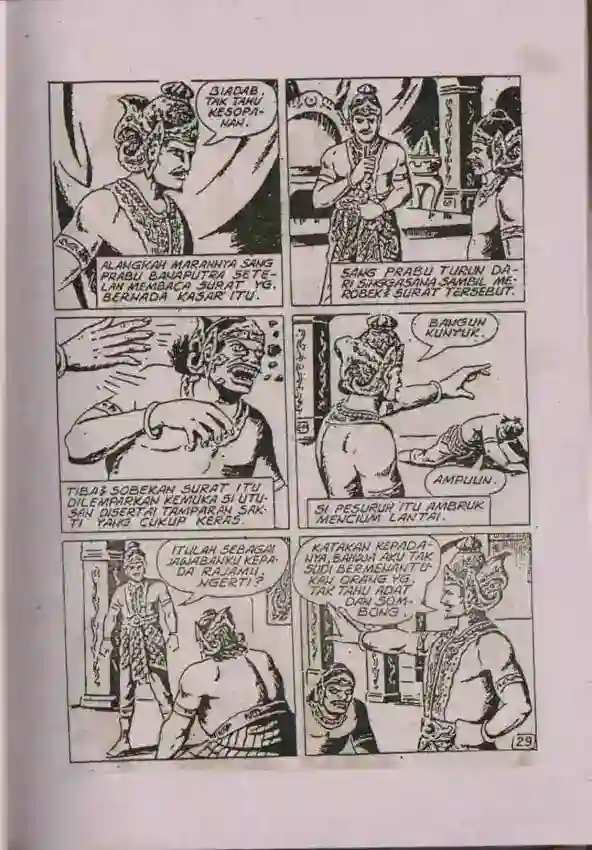 BIADAB,
TAK TAHU
KESOPA-
NAN.
ALANGKAH MARAHNYA SANG
PRABU BANAPUTRA SETE-
LAH MEMBACA SURAT YG.
BERNADA KASAR ITU.
SANG PRABU TURUN DA-
RI SINGGASANA SAMBIL ME-
ROBEK2 SURAT TERSEBUT.
TIBA2 SOBEKAN SURAT ITU
DILEMPARKAN KEMUKA SI UTU-
SAN DISERTAI TAMPARAN SAK-
TI YANG CUKUP KERAS.
BANGUN
KUNYUK.
AMPUUN.
SI PESURUH ITU AMBRUK
MENCIUM LANTAI.
ITULAH SEBAGAI
JAWABANKU KEPA-
DA RAJAMU,
NGERTI?
KATAKAN KEPADA-
NYA, BAHWA AKU TAK
SUDI BERMENANTU-
KAN ORANG YG.
TAK TAHU ADAT
DAN SOM-
BONG.
29